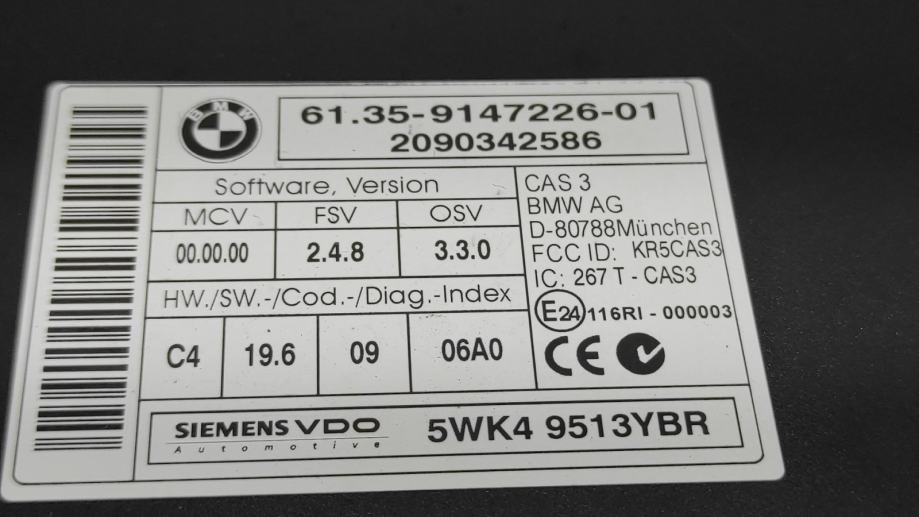 BMW
61.35-9147226-01
2090342586
Software, Version
MCV FSV OSV
00.00.00 2.4.8 3.3.0
HW./SW.-/Cod.-/Diag.-Index
C4 19.6 09 06A0
CAS 3
BMW AG
D-80788München
FCC ID: KR5CAS3
IC: 267 T - CAS3
E24 116RI - 000003
CE
SIEMENS VDO
Automotive
5WK4 9513YBR